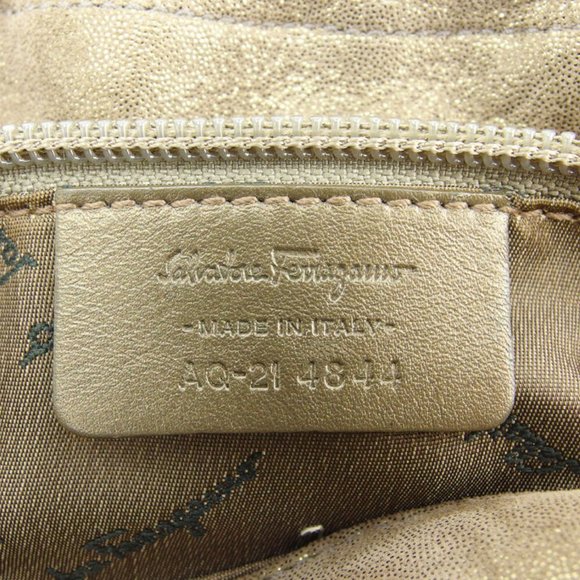 Salvatore Ferragamo
-MADE IN ITALY-
AQ-21 4844